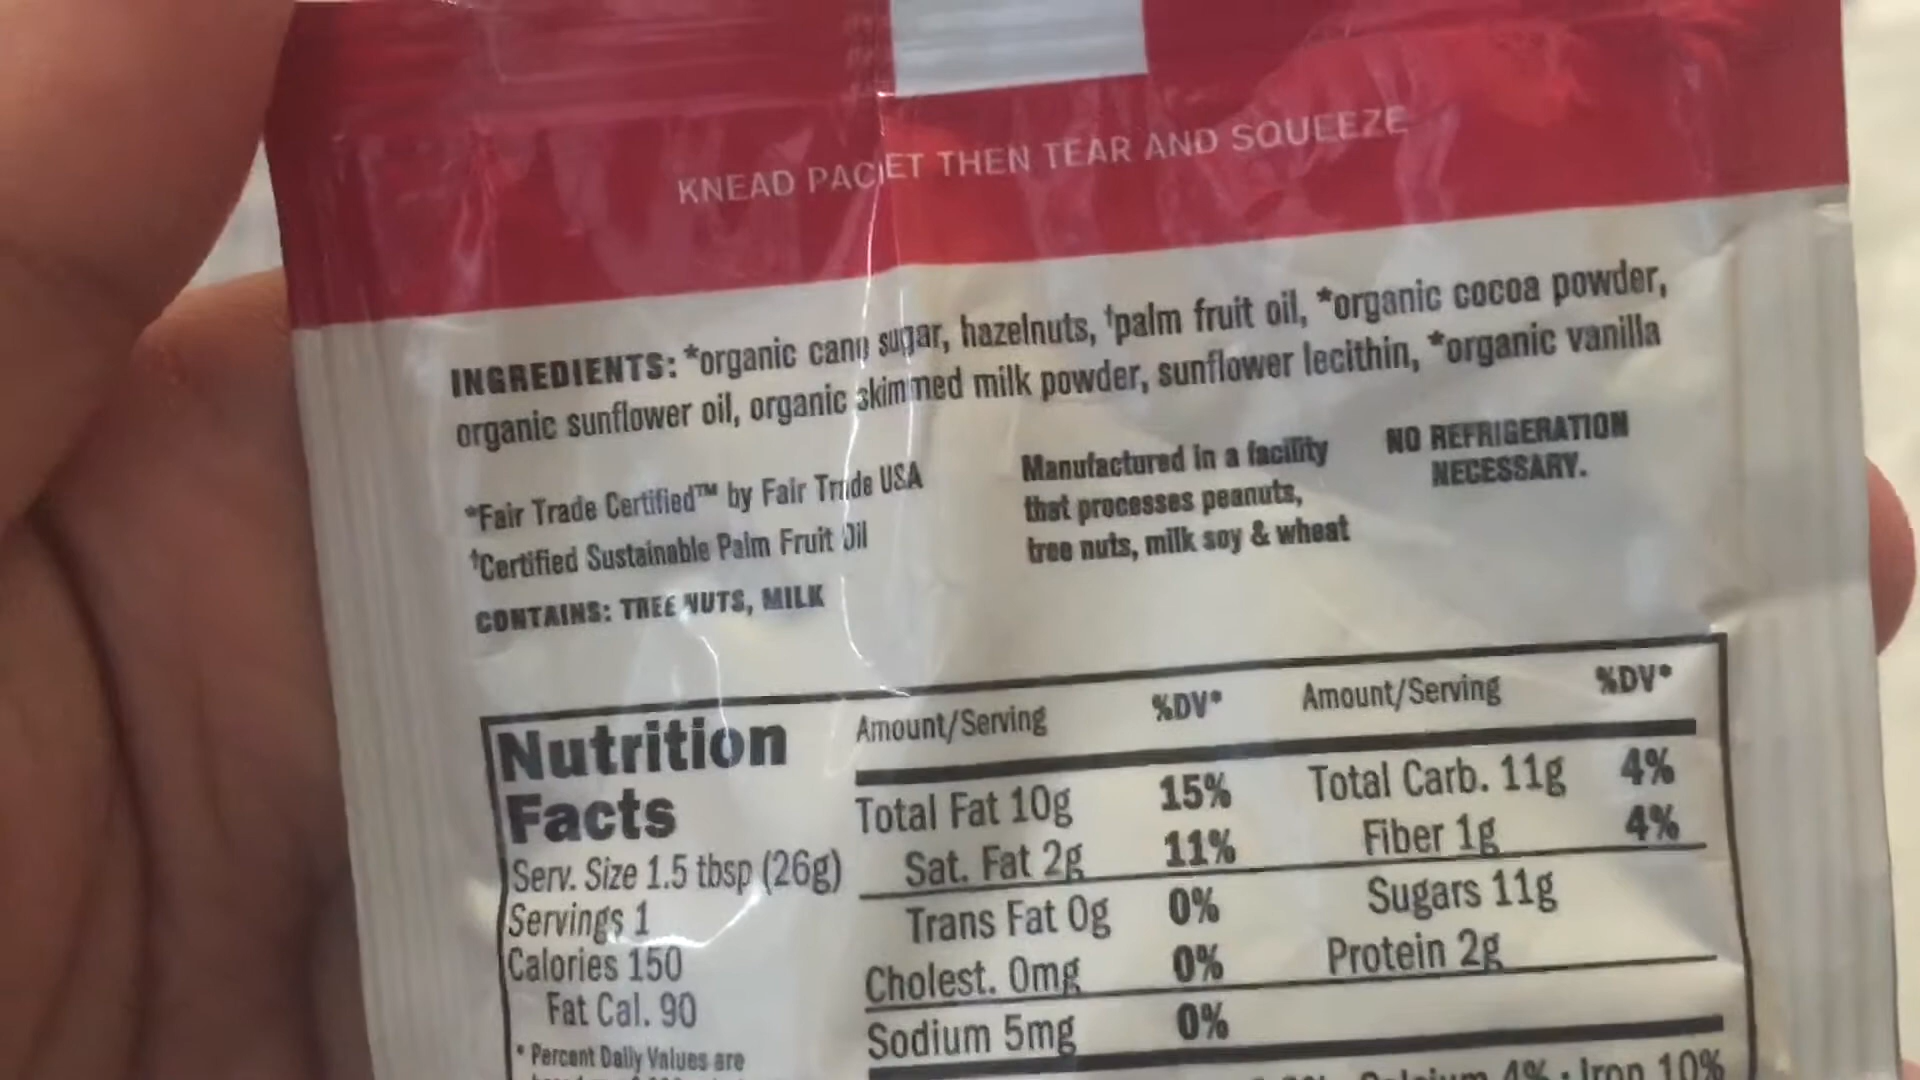 KNEAD PACKET THEN TEAR AND SQUEEZE
INGREDIENTS: *organic cane sugar, hazelnuts, †palm fruit oil, *organic cocoa powder,
organic sunflower oil, organic skimmed milk powder, sunflower lecithin, *organic vanilla
*Fair Trade Certified™ by Fair Trade USA
†Certified Sustainable Palm Fruit Oil
CONTAINS: TREE NUTS, MILK
Manufactured in a facility
that processes peanuts,
tree nuts, milk soy & wheat
NO REFRIGERATION
NECESSARY.
Nutrition
Facts
Serv. Size 1.5 tbsp (26g)
Servings 1
Calories 150
Fat Cal. 90
* Percent Daily Values are
Amount/Serving %DV*
Total Fat 10g 15%
Sat. Fat 2g 11%
Trans Fat 0g 0%
Cholest. 0mg 0%
Sodium 5mg 0%
Amount/Serving %DV*
Total Carb. 11g 4%
Fiber 1g 4%
Sugars 11g
Protein 2g
Calcium 4% • Iron 10%